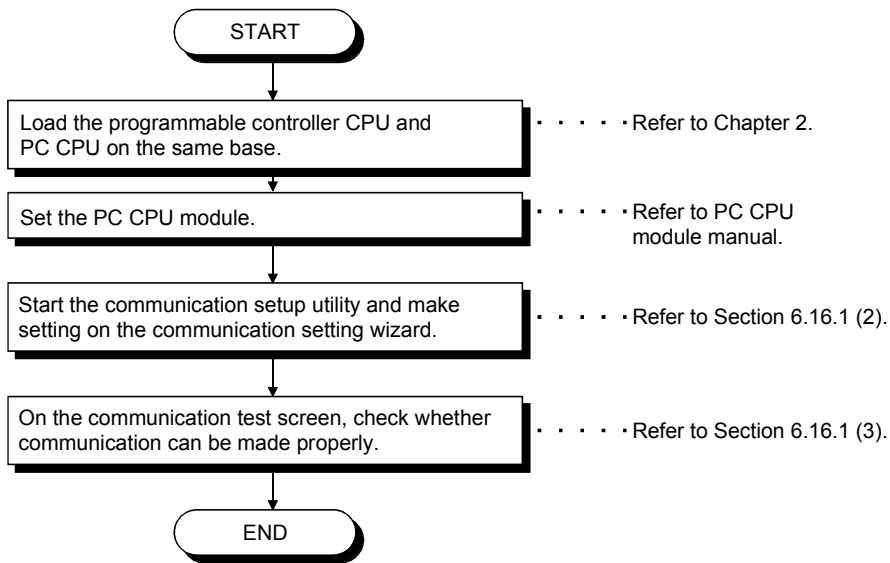 START
Load the programmable controller CPU and
PC CPU on the same base.
· · · · · Refer to Chapter 2.
Set the PC CPU module.
· · · · · Refer to PC CPU
module manual.
Start the communication setup utility and make
setting on the communication setting wizard.
· · · · · Refer to Section 6.16.1 (2).
On the communication test screen, check whether
communication can be made properly.
· · · · · Refer to Section 6.16.1 (3).
END